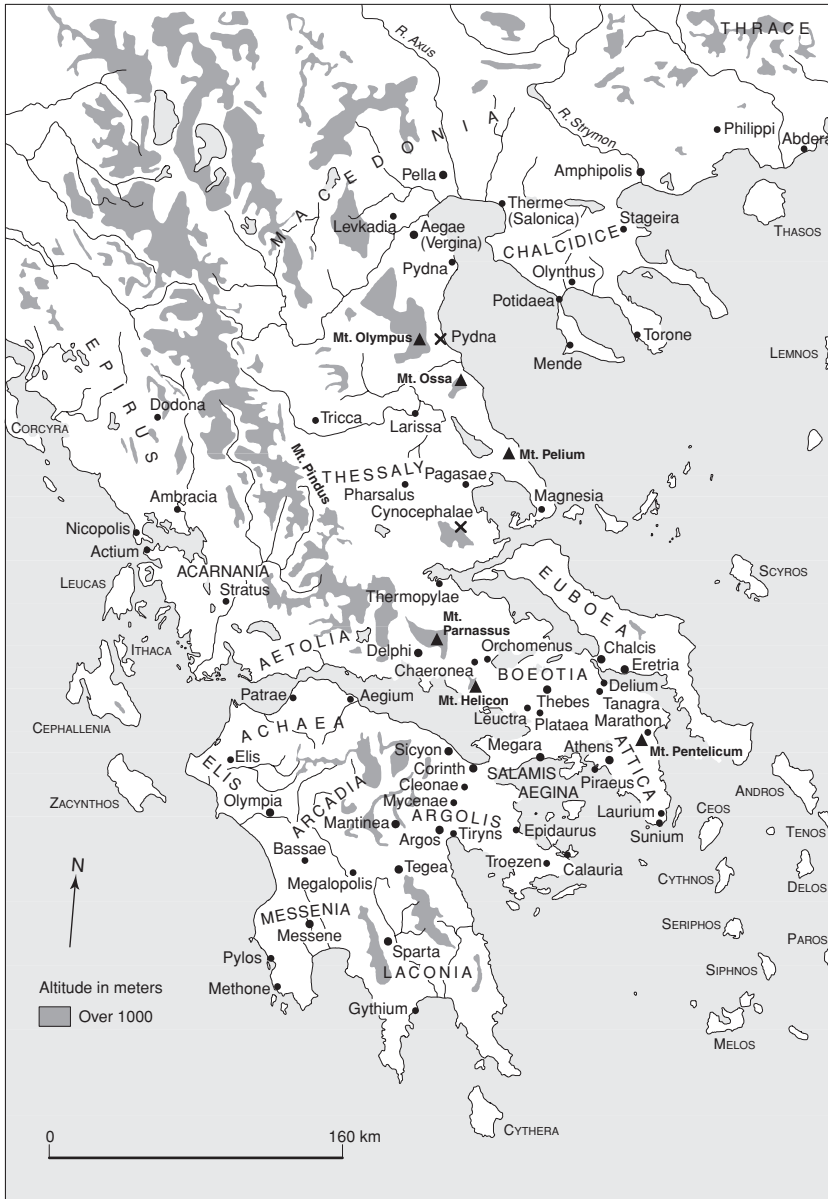 THRACE
R. Axus
R. Strymon
Philippi
Abdera
MACEDONIA
Pella
Amphipolis
Therme
(Salonica)
Stageira
THASOS
Levkadia
Aegae
(Vergina)
CHALCIDICE
Pydna
Olynthus
Potidaea
Mt. Olympus
Pydna
Torone
Mende
LEMNOS
Mt. Ossa
EPIRUS
Dodona
Tricca
Larissa
CORCYRA
Mt. Pelium
Mt. Pindus
THESSALY
Pagasae
Pharsalus
Ambracia
Cynocephalae
Magnesia
Nicopolis
Actium
ACARNANIA
LEUCAS
Stratus
Thermopylae
EUBOEA
SCYROS
Mt.
Parnassus
ITHACA
AETOLIA
Delphi
Orchomenus
Chalcis
Chaeronea
BOEOTIA
Eretria
Delium
Patrae
Aegium
Mt. Helicon
Thebes
Tanagra
CEPHALLENIA
Leuctra
Plataea
Marathon
ACHAEA
Sicyon
Megara
Athens
Mt. Pentelicum
Elis
ELIS
Corinth
SALAMIS
ATTICA
Cleonae
AEGINA
Piraeus
ANDROS
ZACYNTHOS
Olympia
ARCADIA
Mycenae
ARGOLIS
Laurium
CEOS
Mantinea
Argos
Tiryns
Epidaurus
Sunium
TENOS
Bassae
Tegea
Troezen
Calauria
Megalopolis
CYTHNOS
DELOS
N
MESSENIA
Messene
SERIPHOS
Sparta
PAROS
Pylos
LACONIA
SIPHNOS
Altitude in meters
Methone
Over 1000
Gythium
MELOS
CYTHERA
0
160 km